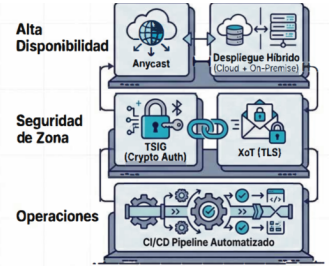 Alta
Disponibilidad
Anycast
Despliegue Híbrido
(Cloud + On-Premise)
Seguridad
de Zona
TSIG
(Crypto Auth)
XoT (TLS)
Operaciones
CI/CD Pipeline Automatizado